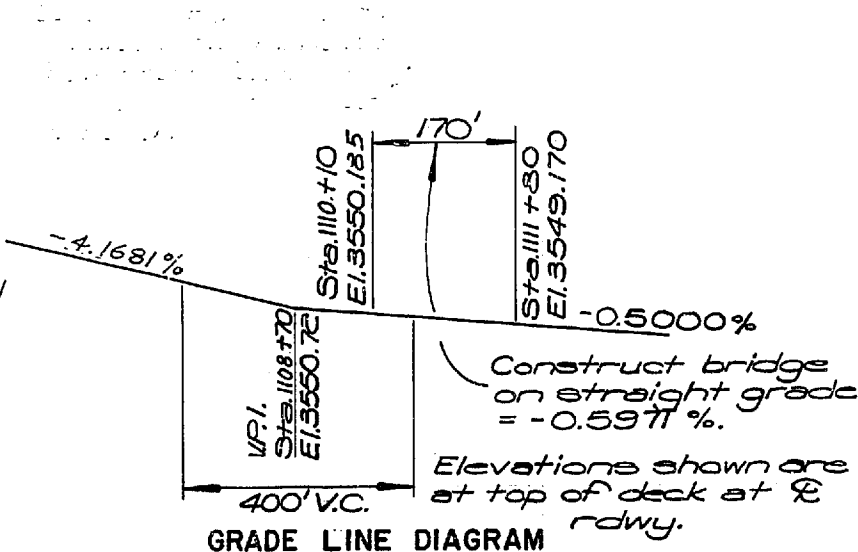 170'
Sta.1110+10
El.3550.185
Sta.1111+80
El.3549.170
-4.1681%
-0.5000%
V.P.I.
Sta.1108+70
El.3550.72
Construct bridge
on straight grade
= -0.5971%.
Elevations shown are
at top of deck at ℄
rdwy.
400' V.C.
GRADE LINE DIAGRAM